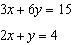 3x + 6y = 15
2x + y = 4